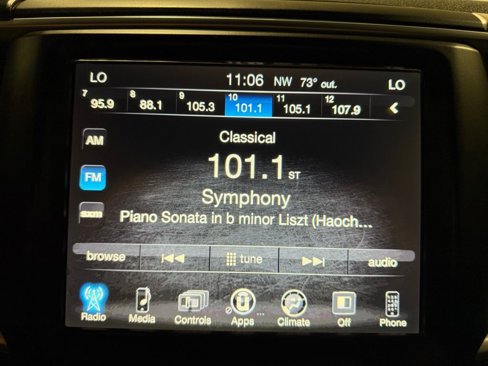 LO 11:06 NW 73° out. LO
7 95.9 8 88.1 9 105.3 10 101.1 11 105.1 12 107.9
AM
Classical
101.1 ST
FM
Symphony
sxm
Piano Sonata in b minor Liszt (Haoch...
browse tune audio
Radio Media Controls Apps ... Climate Off Phone